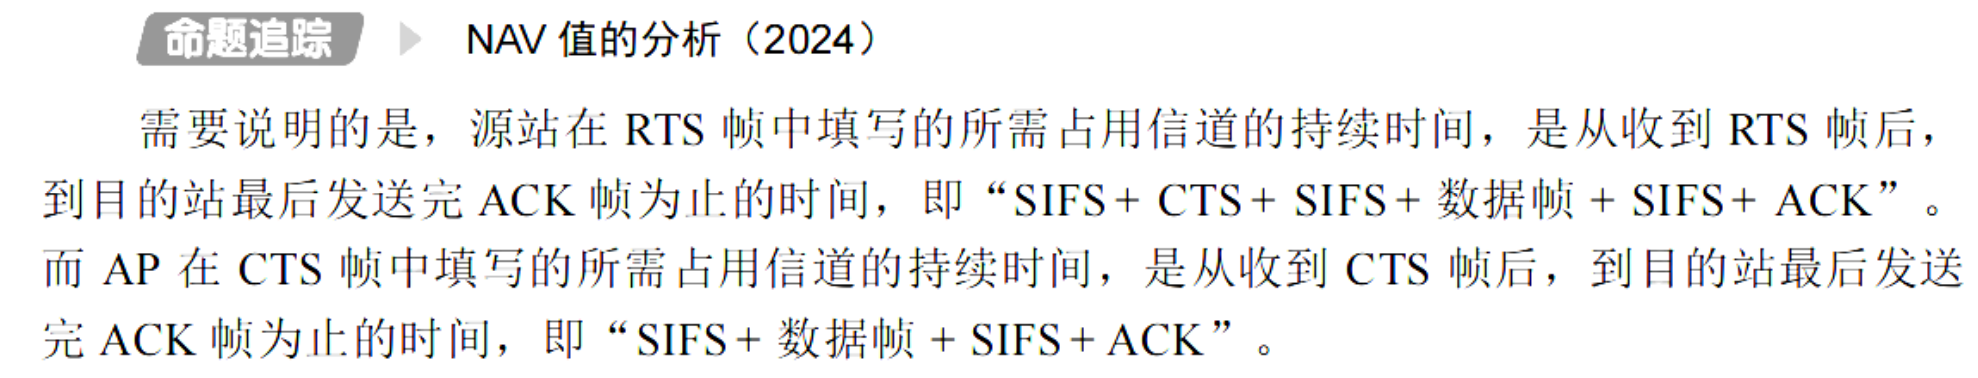 命题追踪 NAV 值的分析（2024）
需要说明的是，源站在 RTS 帧中填写的所需占用信道的持续时间，是从收到 RTS 帧后，
到目的站最后发送完 ACK 帧为止的时间，即“SIFS+ CTS+ SIFS+ 数据帧 + SIFS+ ACK”。
而 AP 在 CTS 帧中填写的所需占用信道的持续时间，是从收到 CTS 帧后，到目的站最后发送
完 ACK 帧为止的时间，即“SIFS+ 数据帧 + SIFS+ACK”。